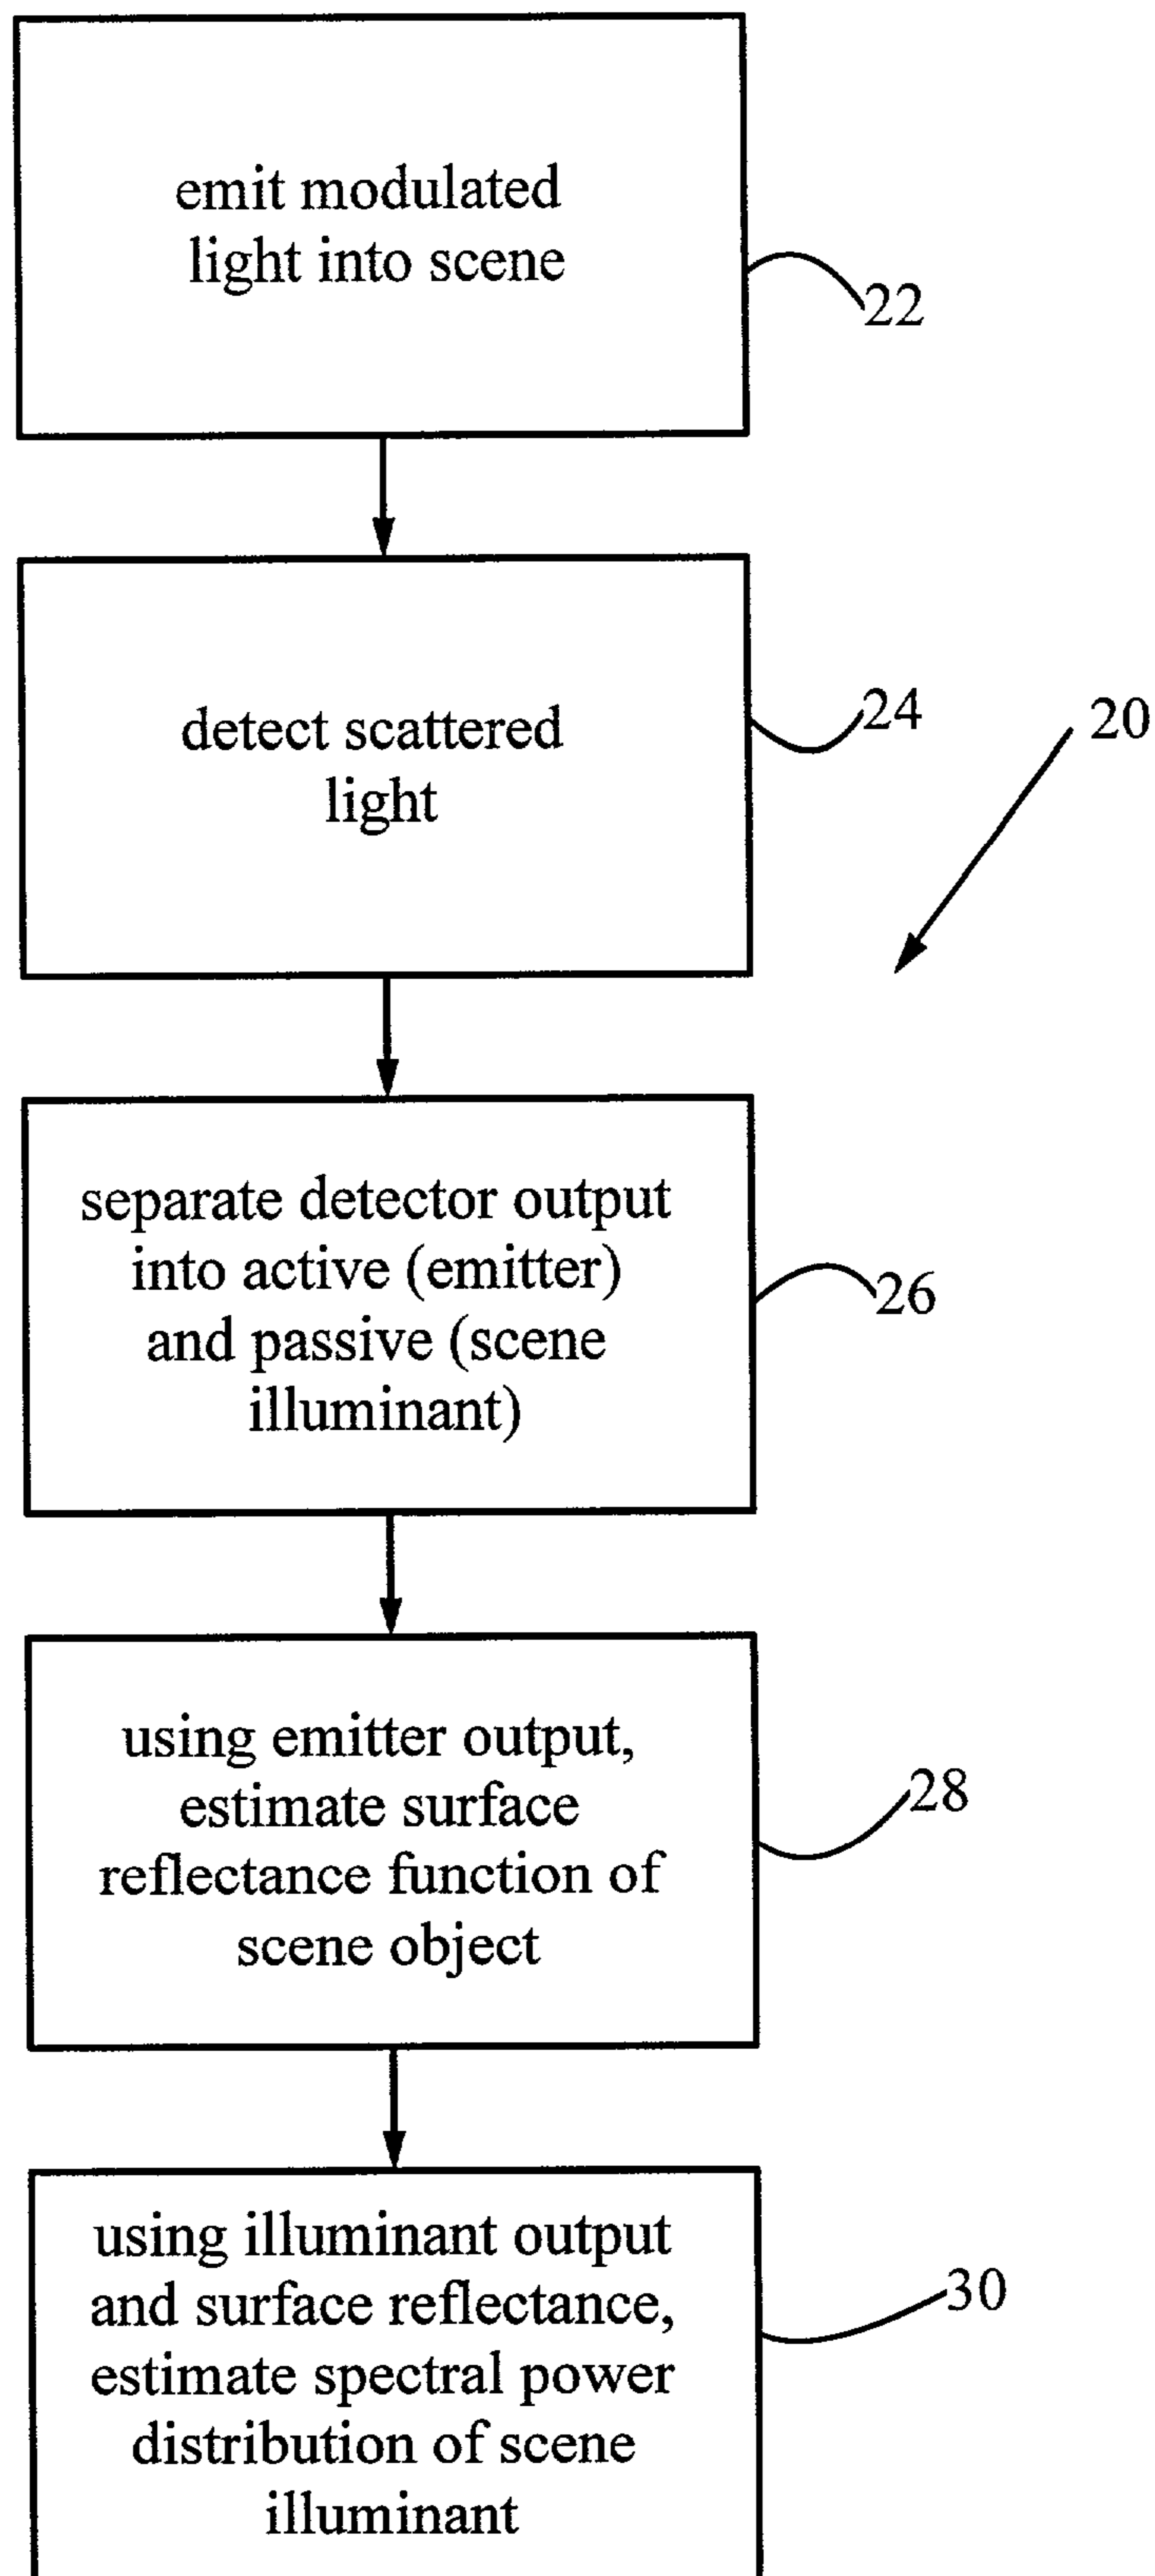 emit modulated
light into scene
22
detect scattered
light
24
20
separate detector output
into active (emitter)
and passive (scene
illuminant)
26
using emitter output,
estimate surface
reflectance function of
scene object
28
using illuminant output
and surface reflectance,
estimate spectral power
distribution of scene
illuminant
30